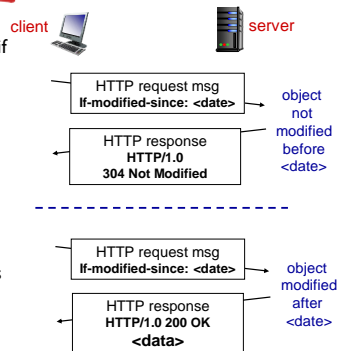 client
server
if
HTTP request msg
If-modified-since: <date>
object
not
modified
before
<date>
HTTP response
HTTP/1.0
304 Not Modified
HTTP request msg
If-modified-since: <date>
s
object
modified
after
<date>
HTTP response
HTTP/1.0 200 OK
<data>